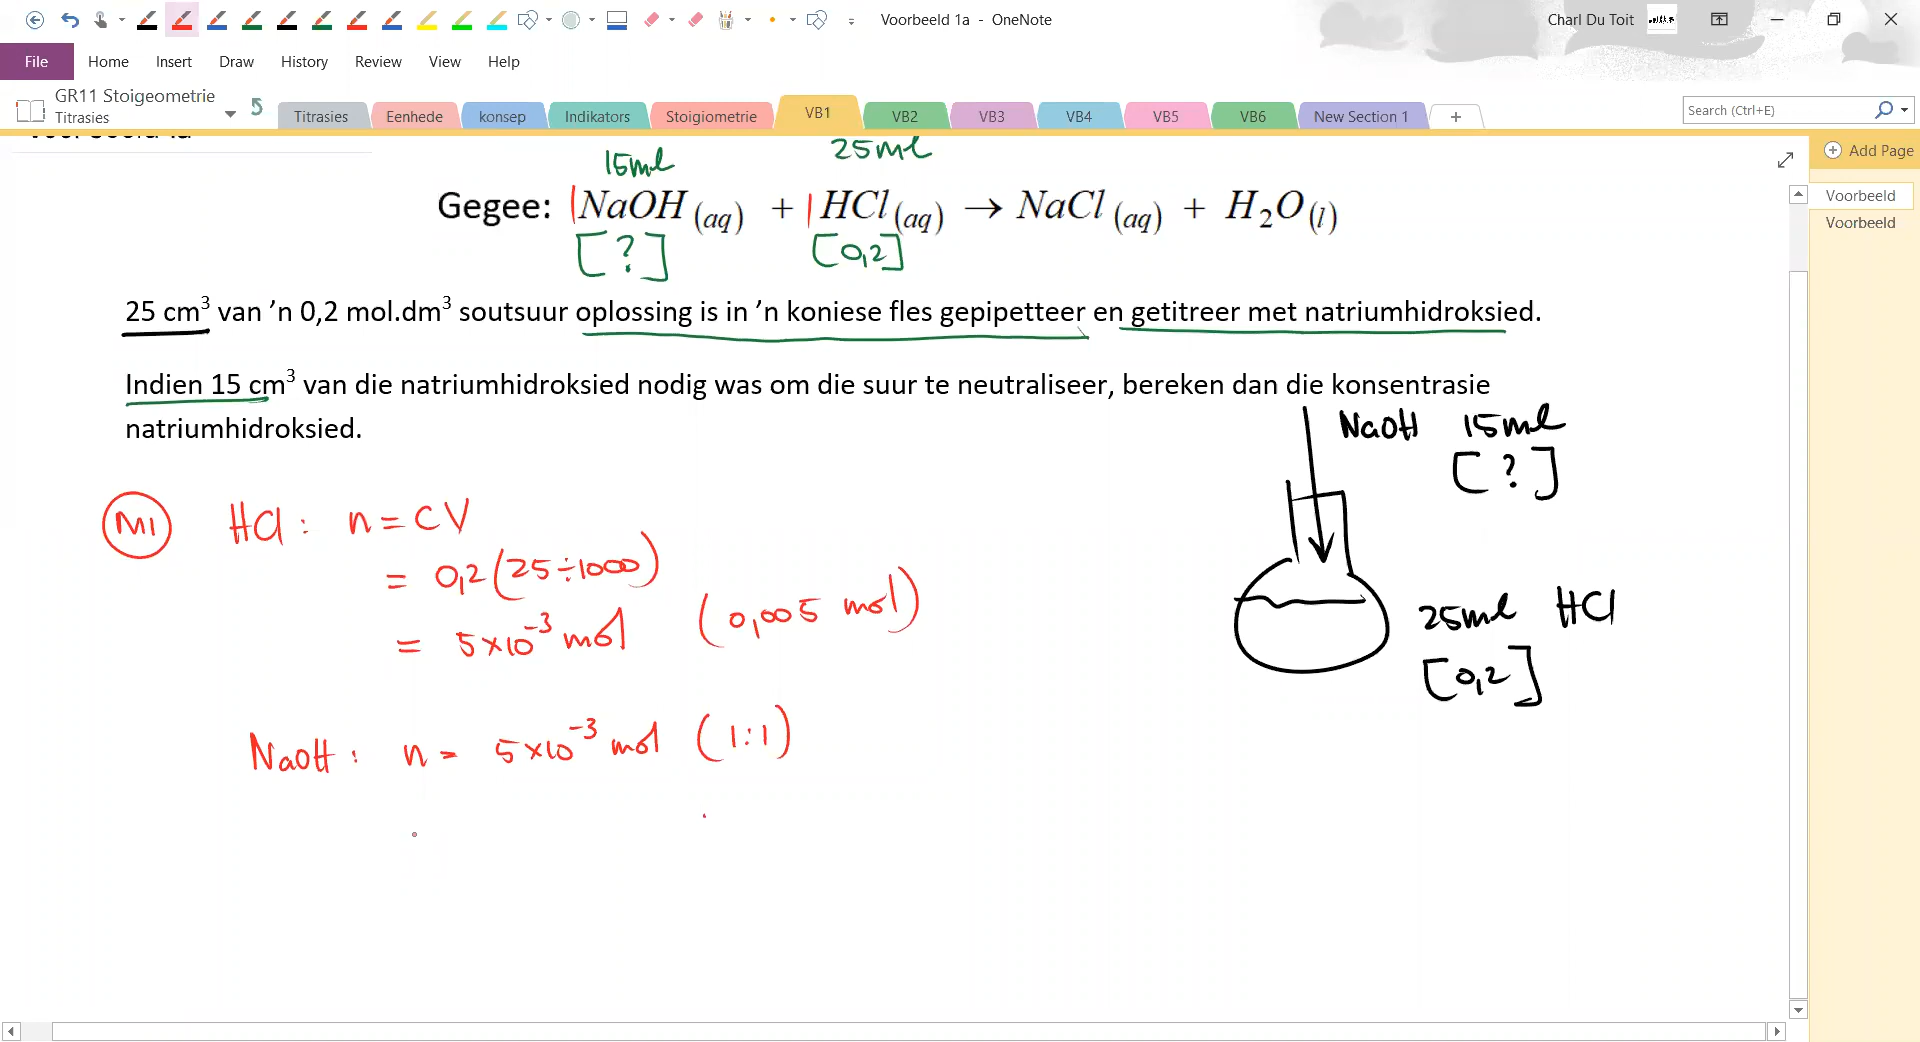 Voorbeeld 1a - OneNote
Charl Du Toit
File Home Insert Draw History Review View Help
GR11 Stoigeometrie
Titrasies
Titrasies Eenhede konsep Indikators Stoigiometrie VB1 VB2 VB3 VB4 VB5 VB6 New Section 1 +
Search (Ctrl+E)
Add Page
Voorbeeld
Voorbeeld
15ml 25ml
Gegee: 1NaOH(aq) + 1HCl(aq) → NaCl(aq) + H₂O(l)
[?] [0,2]
25 cm³ van ’n 0,2 mol.dm³ soutsuur oplossing is in ’n koniese fles gepipetteer en getitreer met natriumhidroksied.
Indien 15 cm³ van die natriumhidroksied nodig was om die suur te neutraliseer, bereken dan die konsentrasie
natriumhidroksied.
NaOH 15ml
[?]
25ml HCl
[0,2]
M1 HCl: n = CV
= 0,2(25÷1000)
= 5×10⁻³ mol (0,005 mol)
NaOH: n = 5×10⁻³ mol (1:1)